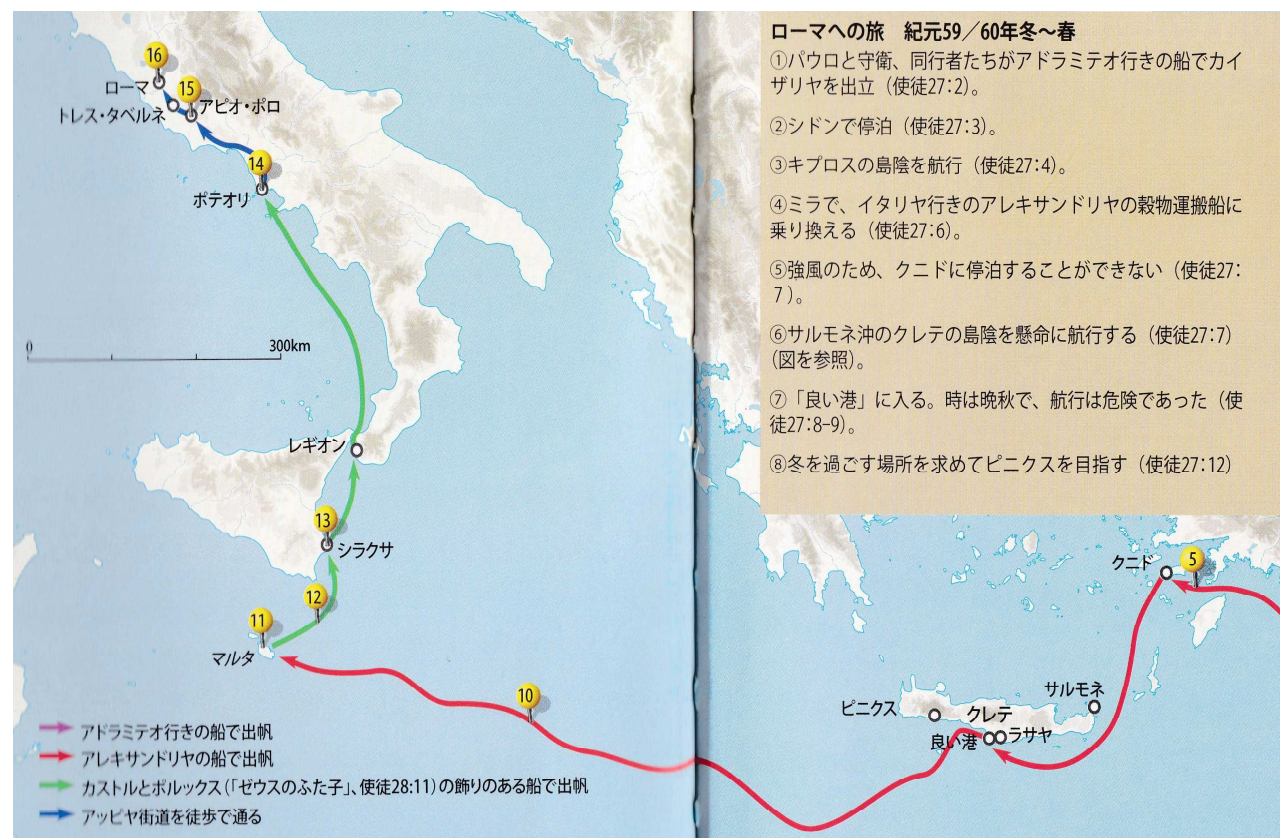 ローマへの旅 紀元59／60年冬〜春
①パウロと守衛、同行者たちがアドラミテオ行きの船でカイ
ザリヤを出立（使徒27:2）。
②シドンで停泊（使徒27:3）。
③キプロスの島陰を航行（使徒27:4）。
④ミラで、イタリヤ行きのアレキサンドリヤの穀物運搬船に
乗り換える（使徒27:6）。
⑤強風のため、クニドに停泊することができない（使徒27:
7）。
⑥サルモネ沖のクレテの島陰を懸命に航行する（使徒27:7）
（図を参照）。
⑦「良い港」に入る。時は晩秋で、航行は危険であった（使
徒27:8-9）。
⑧冬を過ごす場所を求めてピニクスを目指す（使徒27:12）
16
ローマ
15
トレス・タベルネ
アピオ・ポロ
14
ポテオリ
0
300km
レギオン
13
シラクサ
12
11
マルタ
10
クニド
5
サルモネ
ピニクス
クレテ
良い港
ラサヤ
アドラミテオ行きの船で出帆
アレキサンドリヤの船で出帆
カストルとポルックス（「ゼウスのふた子」、使徒28:11）の飾りのある船で出帆
アッピヤ街道を徒歩で通る